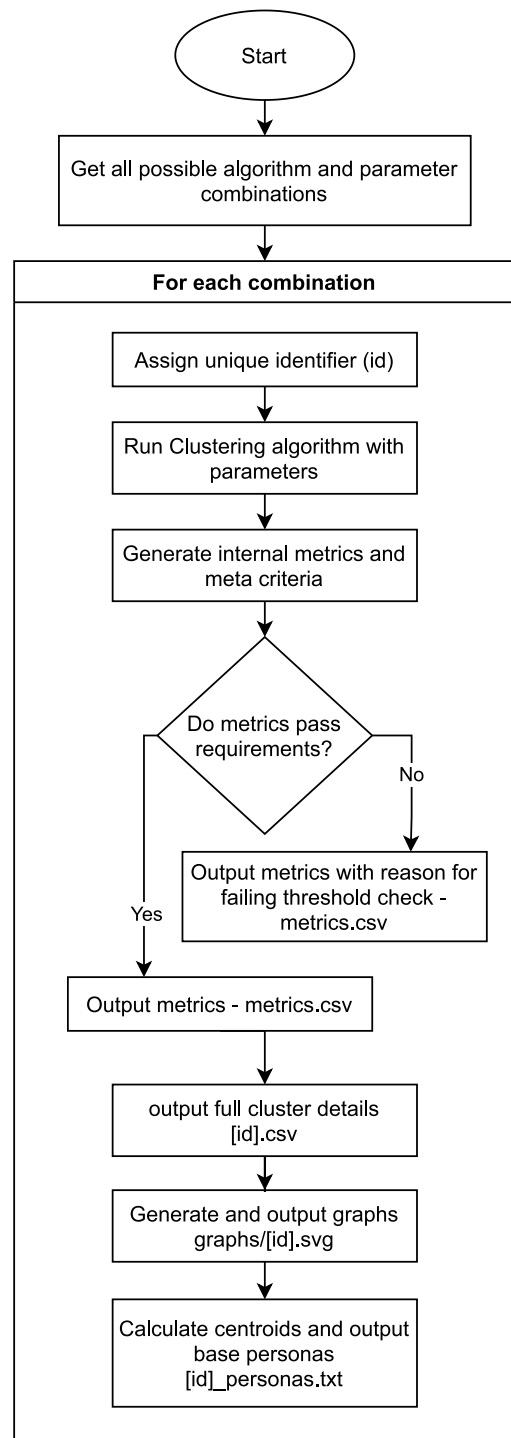 Start
Get all possible algorithm and parameter
combinations
For each combination
Assign unique identifier (id)
Run Clustering algorithm with
parameters
Generate internal metrics and
meta criteria
Do metrics pass
requirements?
No
Output metrics with reason for
failing threshold check -
metrics.csv
Yes
Output metrics - metrics.csv
output full cluster details
[id].csv
Generate and output graphs
graphs/[id].svg
Calculate centroids and output
base personas
[id]_personas.txt